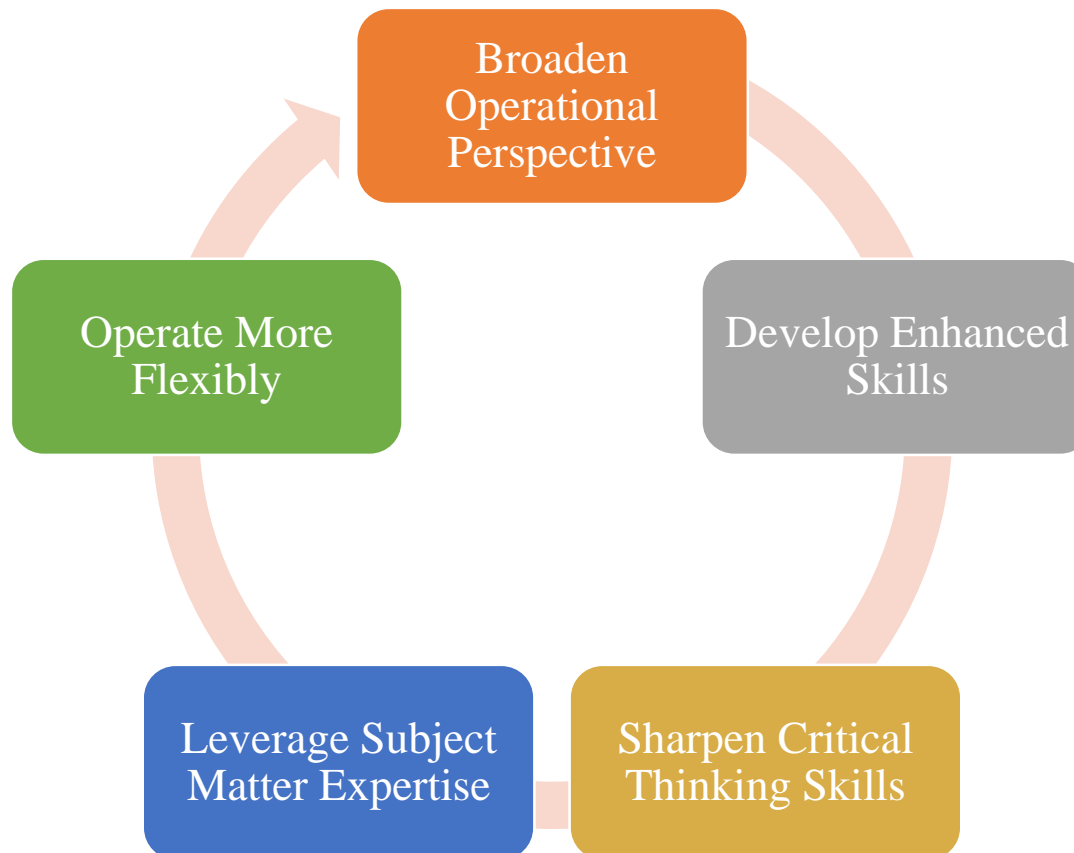 Broaden
Operational
Perspective
Develop Enhanced
Skills
Sharpen Critical
Thinking Skills
Leverage Subject
Matter Expertise
Operate More
Flexibly